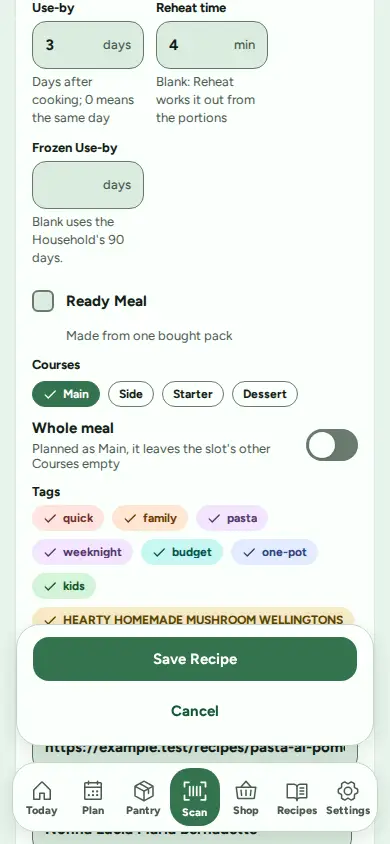 Use-by Reheat time
3 days 4 min
Days after cooking; 0 means the same day
Blank: Reheat works it out from the portions
Frozen Use-by
days
Blank uses the Household's 90 days.
Ready Meal
Made from one bought pack
Courses
Main Side Starter Dessert
Whole meal
Planned as Main, it leaves the slot's other
Courses empty
Tags
quick family pasta
weeknight budget one-pot
kids
HEARTY HOMEMADE MUSHROOM WELLINGTONS
Save Recipe
Cancel
https://example.test/recipes/pasta-al-pom
Today Plan Pantry Scan Shop Recipes Settings